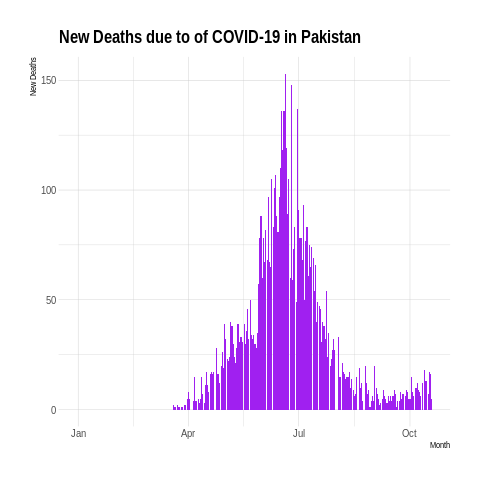 New Deaths due to of COVID-19 in Pakistan
New Deaths
150
100
50
0
Jan Apr Jul Oct
Month